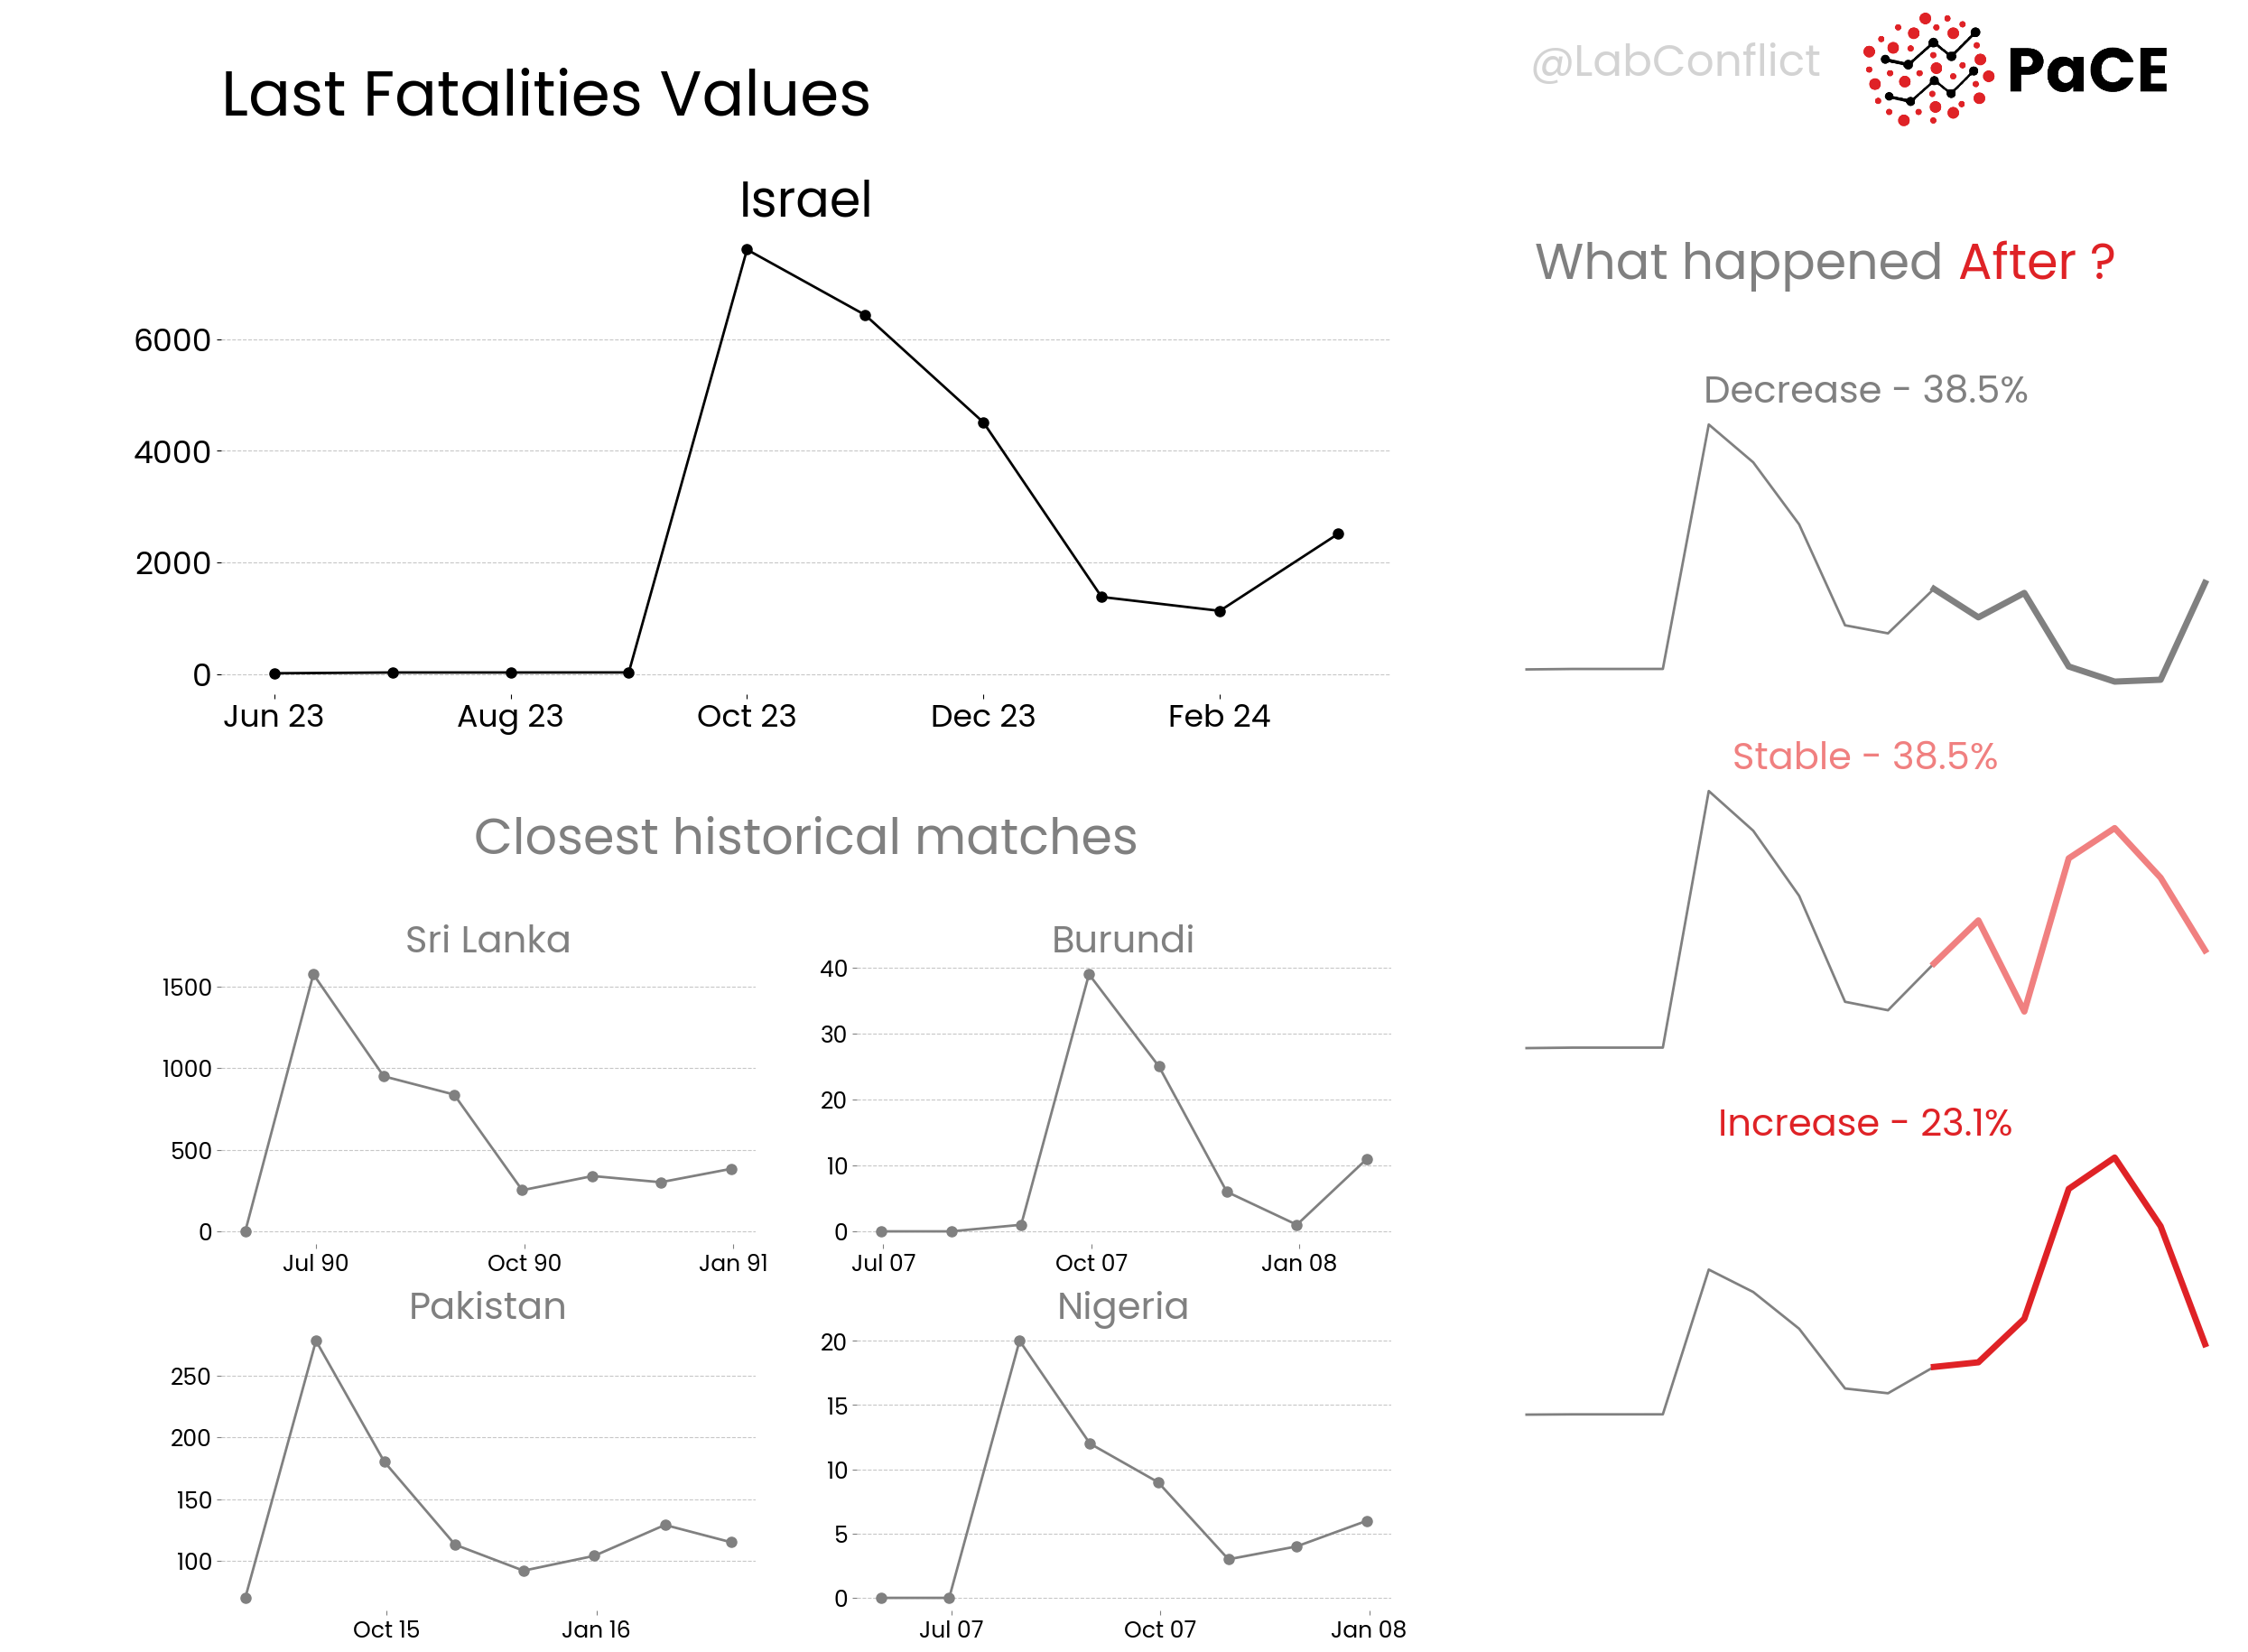 @LabConflict
PaCE
Last Fatalities Values
Israel
6000
4000
2000
0
Jun 23 Aug 23 Oct 23 Dec 23 Feb 24
Closest historical matches
Sri Lanka
1500
1000
500
0
Jul 90 Oct 90 Jan 91
Burundi
40
30
20
10
0
Jul 07 Oct 07 Jan 08
Pakistan
250
200
150
100
Oct 15 Jan 16
Nigeria
20
15
10
5
0
Jul 07 Oct 07 Jan 08
What happened After ?
Decrease - 38.5%
Stable - 38.5%
Increase - 23.1%